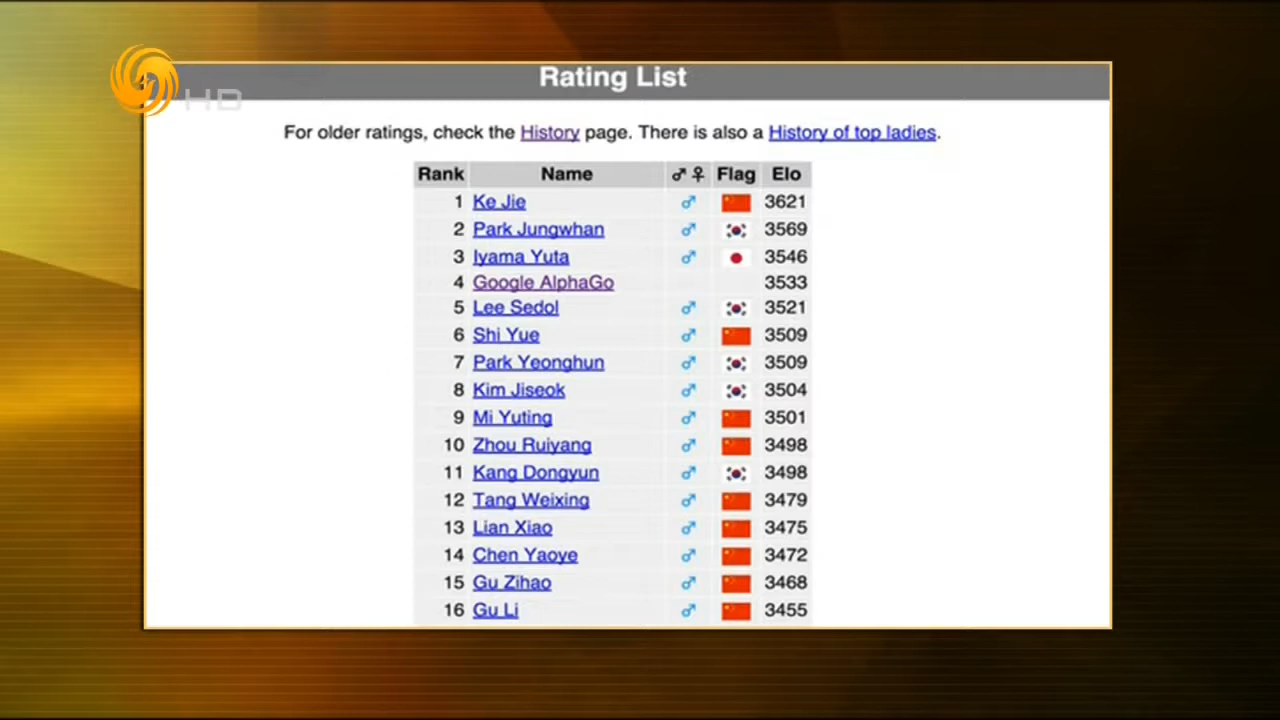 HD
Rating List
For older ratings, check the History page. There is also a History of top ladies.
Rank Name ♂♀ Flag Elo
1 Ke Jie ♂ 3621
2 Park Jungwhan ♂ 3569
3 Iyama Yuta ♂ 3546
4 Google AlphaGo 3533
5 Lee Sedol ♂ 3521
6 Shi Yue ♂ 3509
7 Park Yeonghun ♂ 3509
8 Kim Jiseok ♂ 3504
9 Mi Yuting ♂ 3501
10 Zhou Ruiyang ♂ 3498
11 Kang Dongyun ♂ 3498
12 Tang Weixing ♂ 3479
13 Lian Xiao ♂ 3475
14 Chen Yaoye ♂ 3472
15 Gu Zihao ♂ 3468
16 Gu Li ♂ 3455